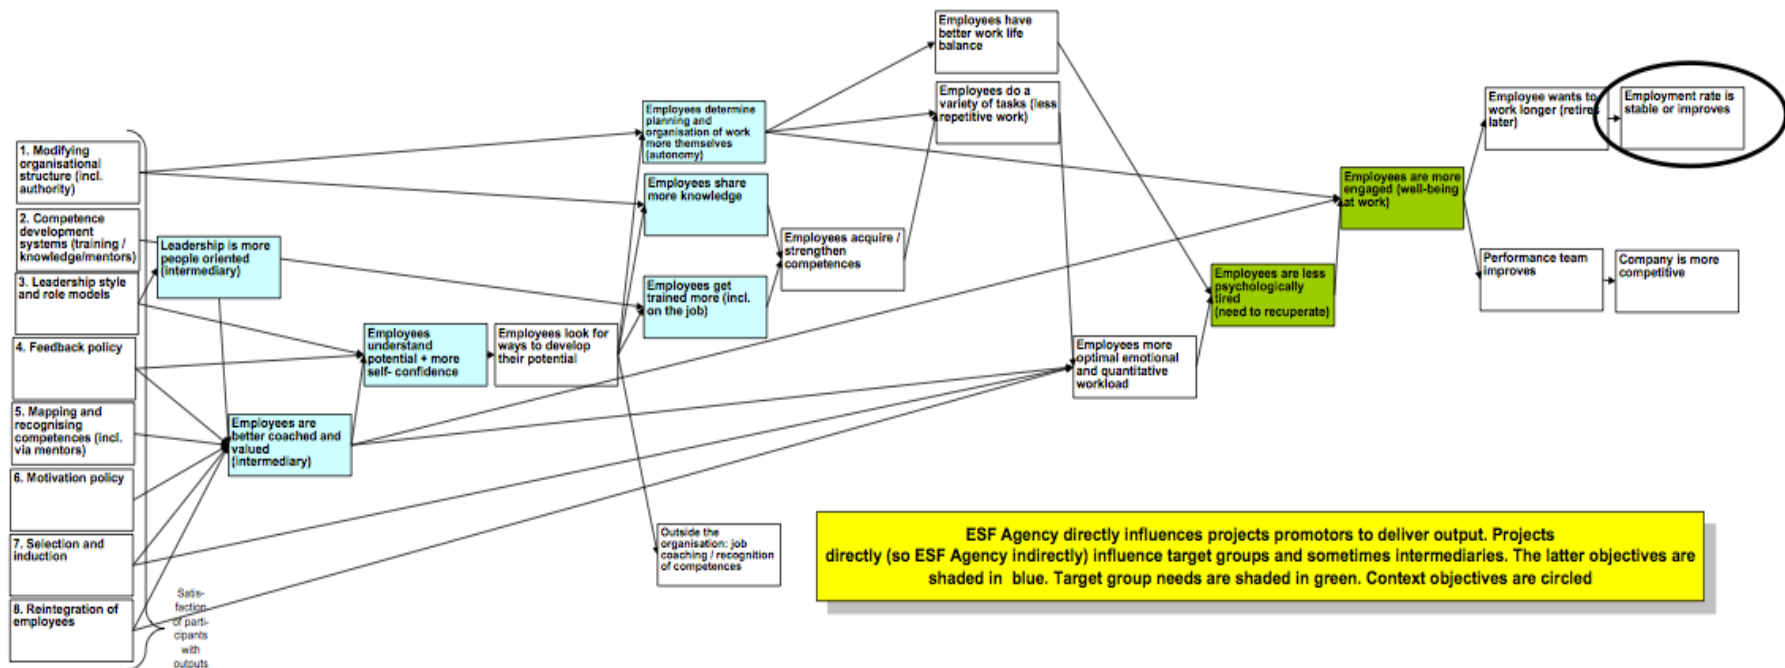 1. Modifying
organisational
structure (incl.
authority)
2. Competence
development
systems (training /
knowledge/mentors)
3. Leadership style
and role models
4. Feedback policy
5. Mapping and
recognising
competences (incl.
via mentors)
6. Motivation policy
7. Selection and
induction
8. Reintegration of
employees
Satis-
faction
of parti-
cipants
with
outputs
Leadership is more
people oriented
(intermediary)
Employees are
better coached and
valued
(intermediary)
Employees
understand
potential + more
self- confidence
Employees look for
ways to develop
their potential
Employees determine
planning and
organisation of work
more themselves
(autonomy)
Employees share
more knowledge
Employees get
trained more (incl.
on the job)
Outside the
organisation: job
coaching / recognition
of competences
Employees acquire /
strengthen
competences
Employees have
better work life
balance
Employees do a
variety of tasks (less
repetitive work)
Employees more
optimal emotional
and quantitative
workload
Employees are less
psychologically
tired
(need to recuperate)
Employees are more
engaged (well-being
at work)
Employee wants to
work longer (retires
later)
Employment rate is
stable or improves
Performance team
improves
Company is more
competitive
ESF Agency directly influences projects promotors to deliver output. Projects
directly (so ESF Agency indirectly) influence target groups and sometimes intermediaries. The latter objectives are
shaded in blue. Target group needs are shaded in green. Context objectives are circled